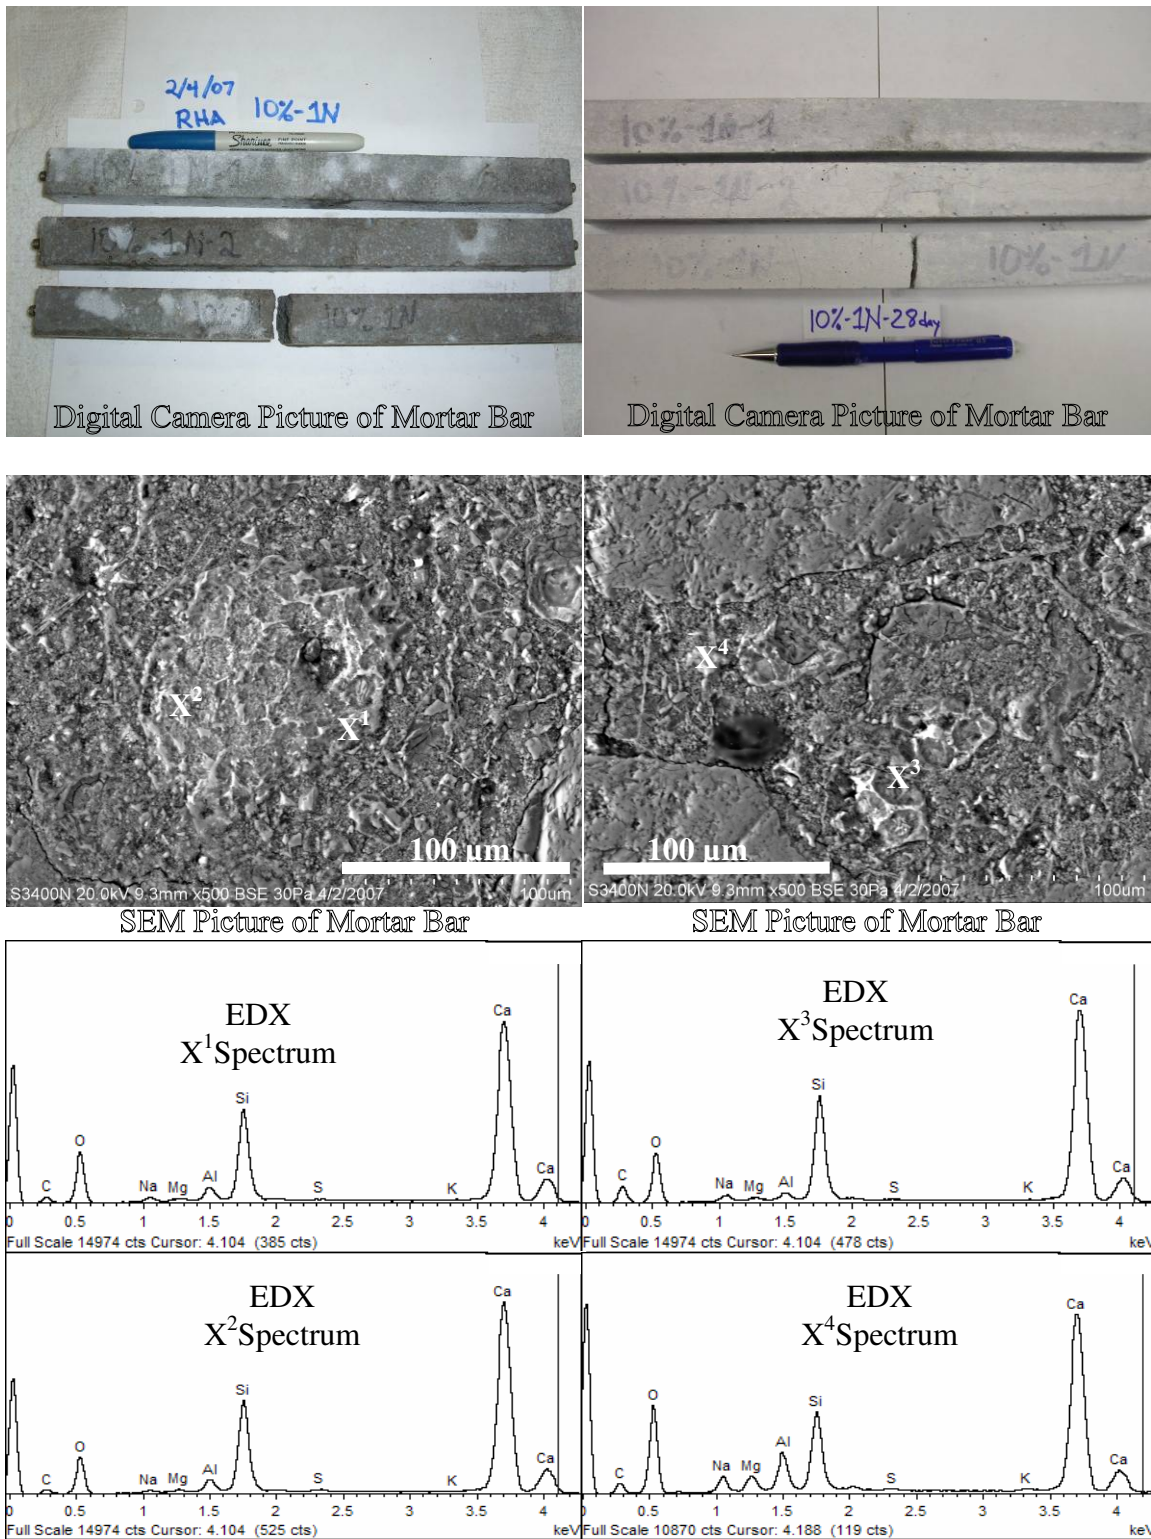 2/4/07
RHA 10%-1N
Sharpie
10%-1N-1
10%-1N-2
10%-1N
Digital Camera Picture of Mortar Bar
10%-1N-1
10%-1N-2
10%-1N
10%-1N-28day
Digital Camera Picture of Mortar Bar
X²
X¹
100 µm
S3400N 20.0kV 9.3mm x500 BSE 30Pa 4/2/2007 100um
SEM Picture of Mortar Bar
X⁴
X³
100 µm
S3400N 20.0kV 9.3mm x500 BSE 30Pa 4/2/2007 100um
SEM Picture of Mortar Bar
EDX
X¹Spectrum
C O Na Mg Al Si S K Ca Ca
0 0.5 1 1.5 2 2.5 3 3.5 4
Full Scale 14974 cts Cursor: 4.104 (385 cts) keV
EDX
X³Spectrum
C O Na Mg Al Si S K Ca Ca
0 0.5 1 1.5 2 2.5 3 3.5 4
Full Scale 14974 cts Cursor: 4.104 (478 cts) keV
EDX
X²Spectrum
C O Na Mg Al Si S K Ca Ca
0 0.5 1 1.5 2 2.5 3 3.5 4
Full Scale 14974 cts Cursor: 4.104 (525 cts) keV
EDX
X⁴Spectrum
C O Na Mg Al Si S K Ca Ca
0 0.5 1 1.5 2 2.5 3 3.5 4
Full Scale 10870 cts Cursor: 4.188 (119 cts) keV